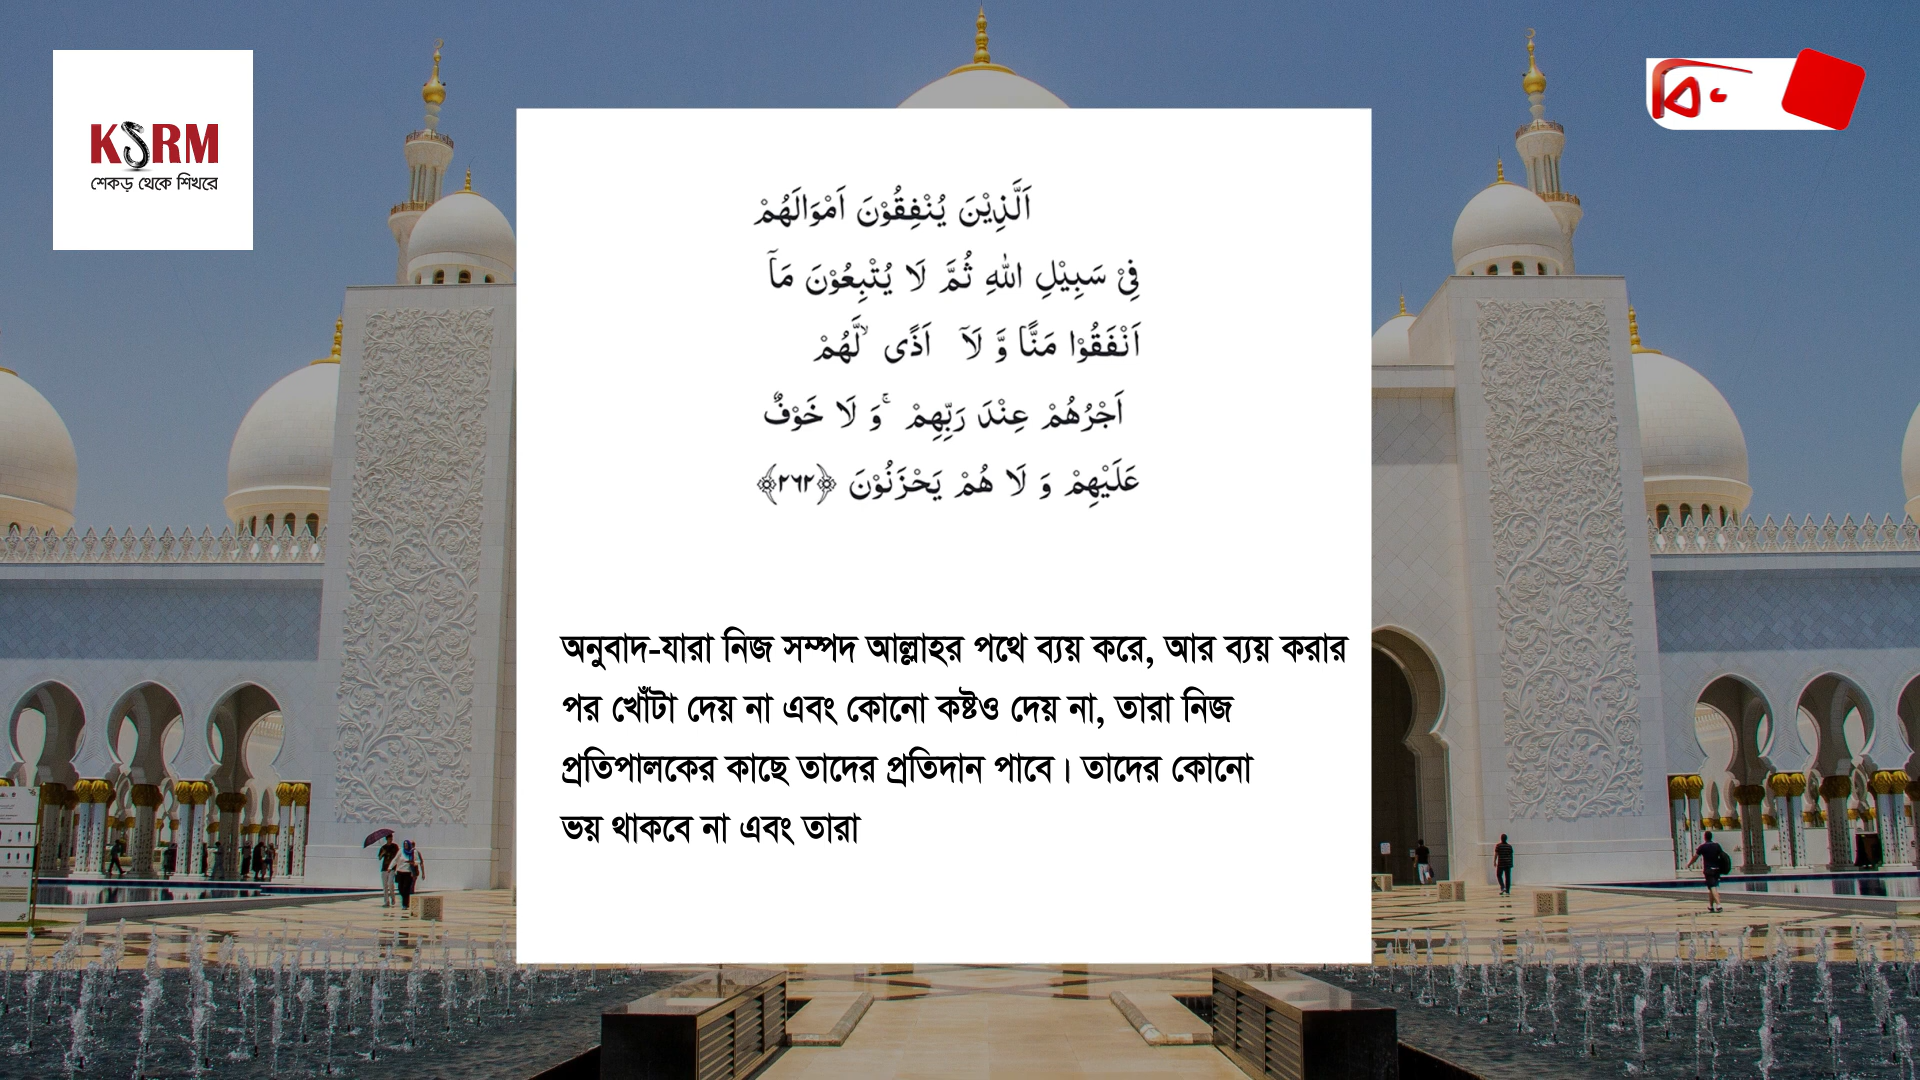 KSRM
শেকড় থেকে শিখরে
اَلَّذِيْنَ يُنْفِقُوْنَ اَمْوَالَهُمْ
فِيْ سَبِيْلِ اللّٰهِ ثُمَّ لَا يُتْبِعُوْنَ مَاۤ
اَنْفَقُوْا مَنًّا وَّ لَاۤ اَذًى ۙ لَّهُمْ
اَجْرُهُمْ عِنْدَ رَبِّهِمْ ۚ وَ لَا خَوْفٌ
عَلَيْهِمْ وَ لَا هُمْ يَحْزَنُوْنَ ﴿۲۶۲﴾
অনুবাদ-যারা নিজ সম্পদ আল্লাহর পথে ব্যয় করে, আর ব্যয় করার
পর খোঁটা দেয় না এবং কোনো কষ্টও দেয় না, তারা নিজ
প্রতিপালকের কাছে তাদের প্রতিদান পাবে। তাদের কোনো
ভয় থাকবে না এবং তারা